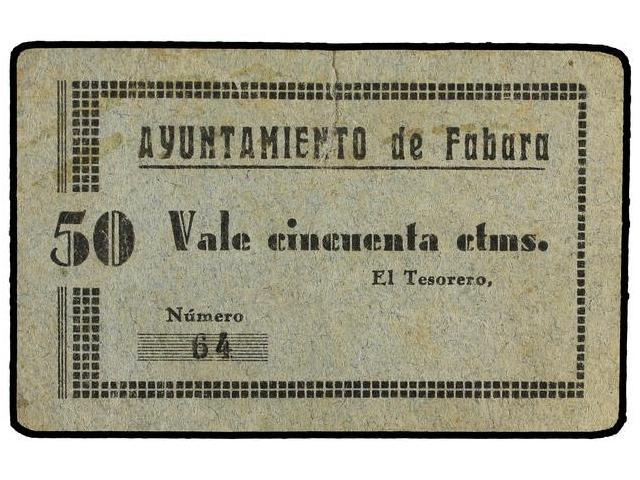 AYUNTAMIENTO de Fabara
50 Vale cincuenta ctms.
El Tesorero,
Número
64